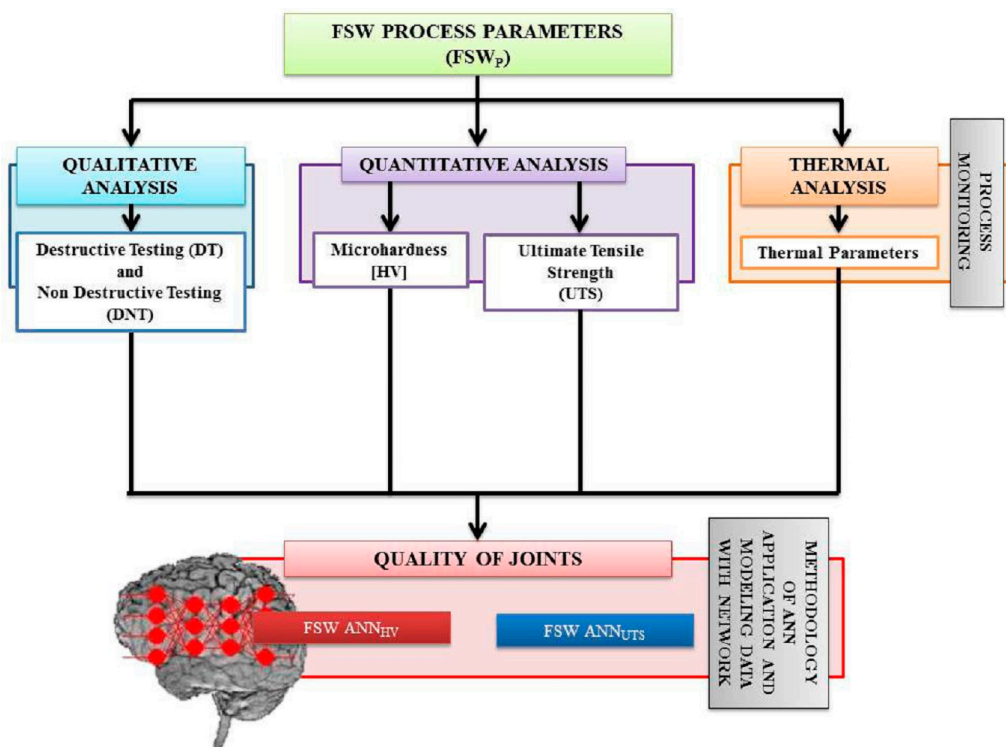 FSW PROCESS PARAMETERS
(FSWP)
QUALITATIVE
ANALYSIS
Destructive Testing (DT)
and
Non Destructive Testing
(DNT)
QUANTITATIVE ANALYSIS
Microhardness
[HV]
Ultimate Tensile
Strength
(UTS)
THERMAL
ANALYSIS
Thermal Parameters
PROCESS
MONITORING
QUALITY OF JOINTS
FSW ANNHV
FSW ANNUTS
METHODOLOGY
OF ANN
APPLICATION AND
MODELING DATA
WITH NETWORK